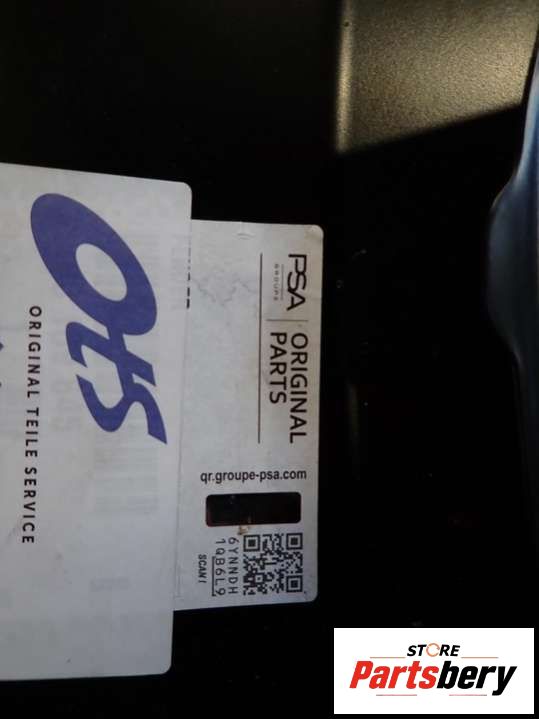 OTS
ORIGINAL TEILE SERVICE
PSA
GROUPE
ORIGINAL
PARTS
qr.groupe-psa.com
6YNNDH
1QB6L9
SCAN !
STORE
Partsbery